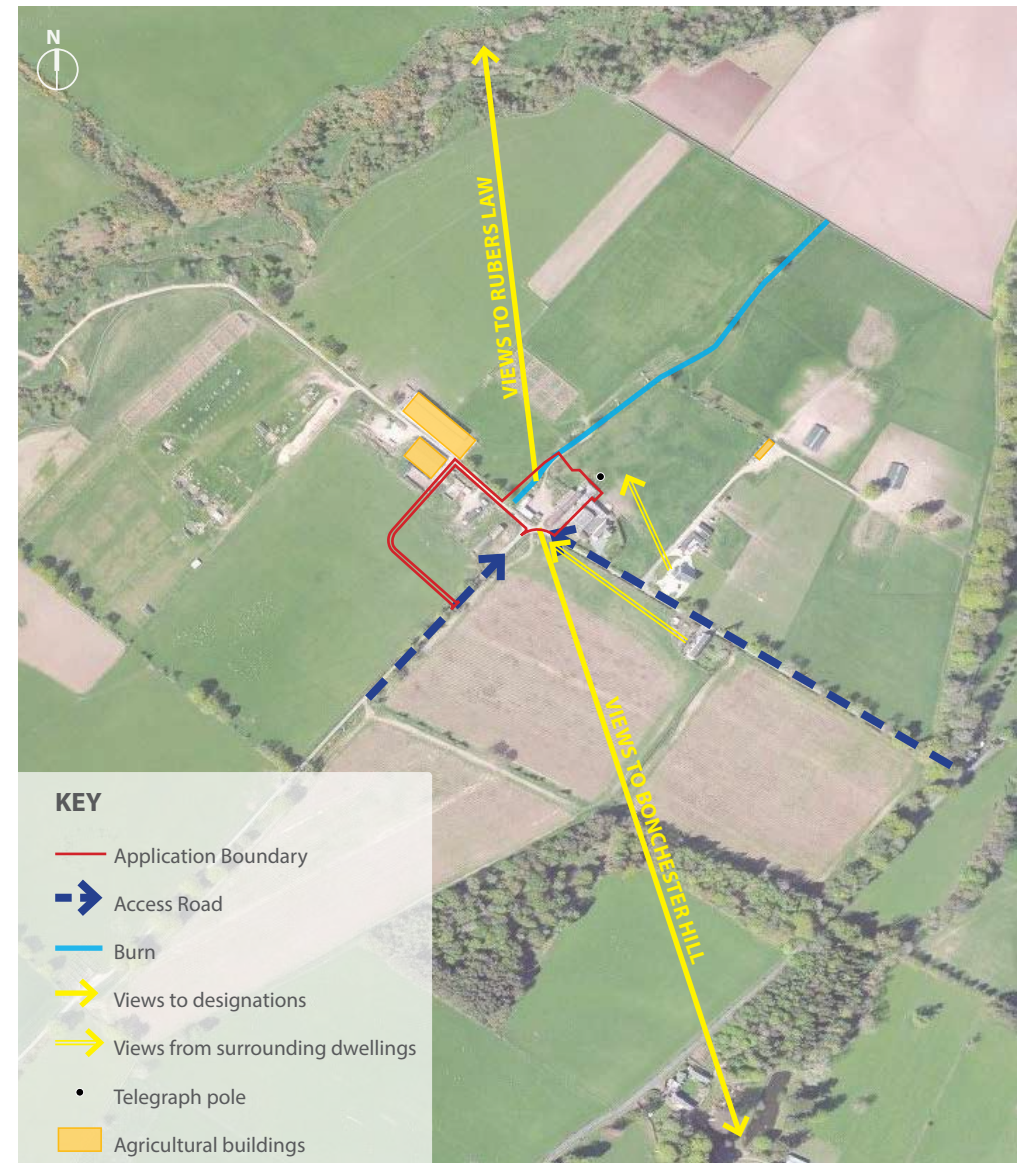 N
VIEWS TO RUBERS LAW
VIEWS TO BONCHESTER HILL
KEY
Application Boundary
Access Road
Burn
Views to designations
Views from surrounding dwellings
Telegraph pole
Agricultural buildings